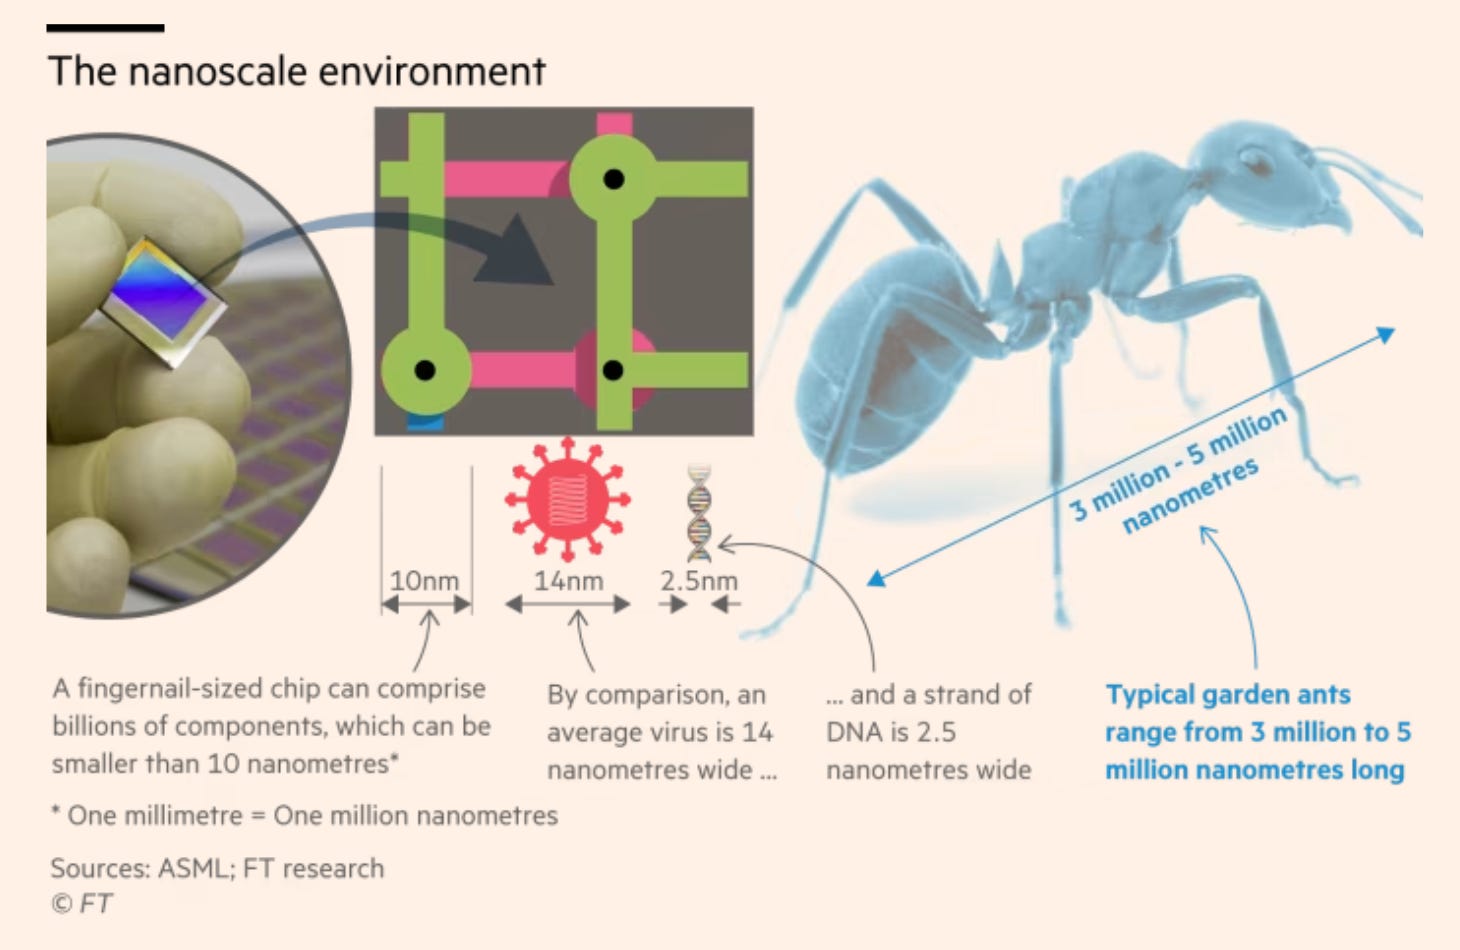 The nanoscale environment
3 million - 5 million
nanometres
10nm
14nm
2.5nm
A fingernail-sized chip can comprise
billions of components, which can be
smaller than 10 nanometres*
By comparison, an
average virus is 14
nanometres wide ...
... and a strand of
DNA is 2.5
nanometres wide
Typical garden ants
range from 3 million to 5
million nanometres long
* One millimetre = One million nanometres
Sources: ASML; FT research
© FT